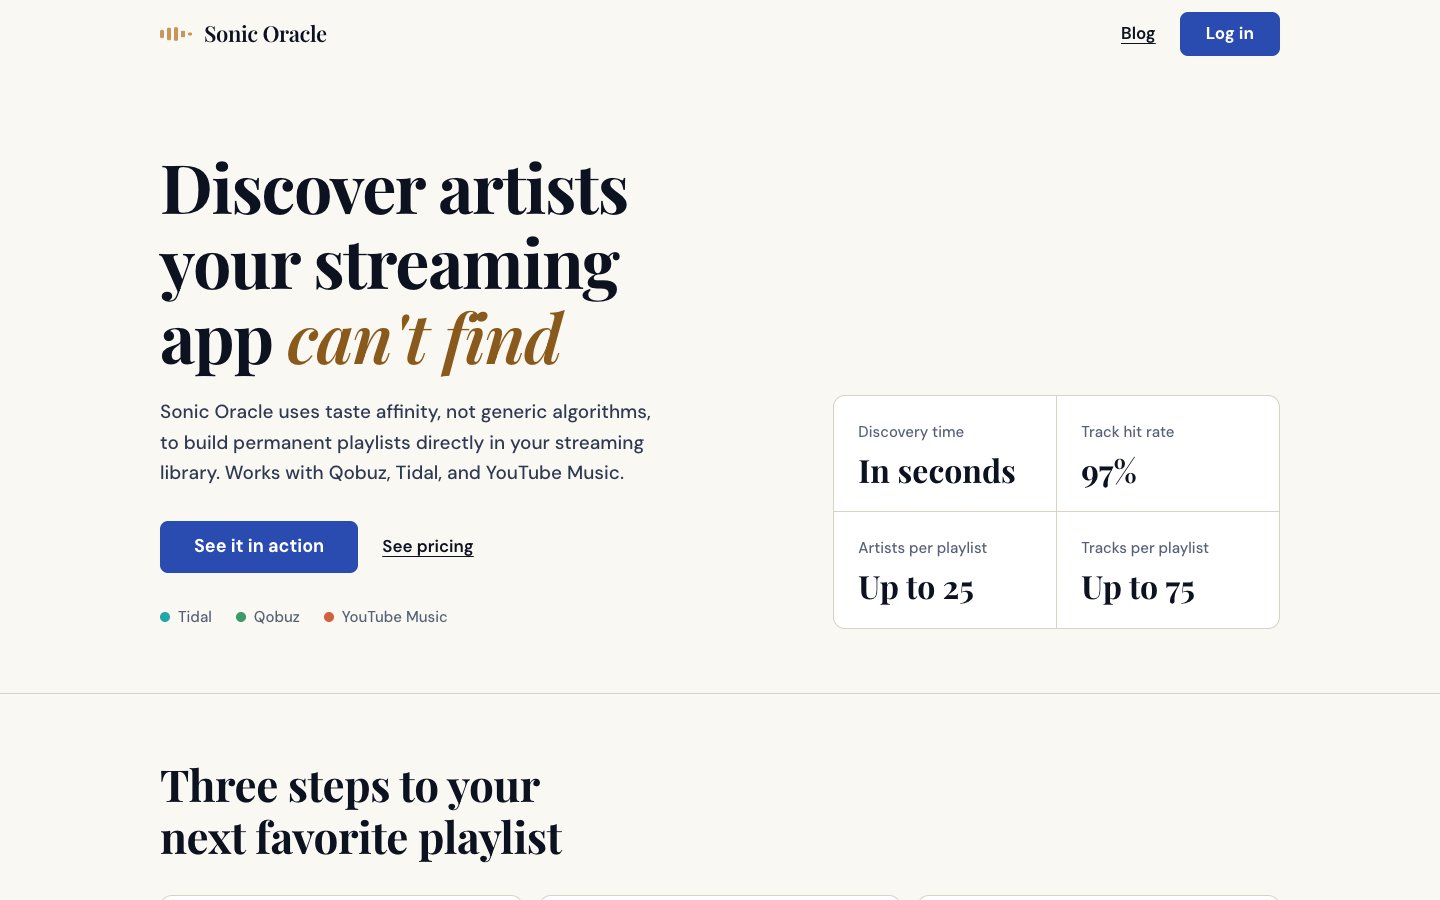 Sonic Oracle
Blog
Log in
Discover artists
your streaming
app can't find
Sonic Oracle uses taste affinity, not generic algorithms,
to build permanent playlists directly in your streaming
library. Works with Qobuz, Tidal, and YouTube Music.
See it in action
See pricing
Tidal
Qobuz
YouTube Music
Discovery time
In seconds
Track hit rate
97%
Artists per playlist
Up to 25
Tracks per playlist
Up to 75
Three steps to your
next favorite playlist